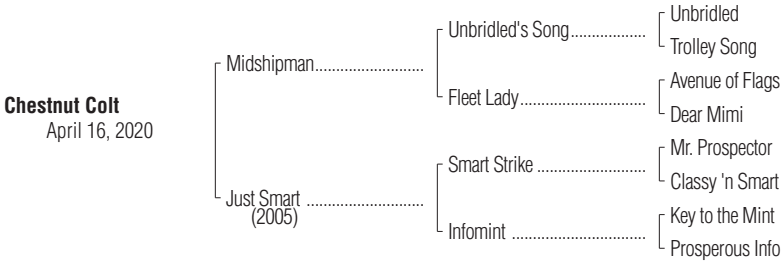 Chestnut Colt
April 16, 2020
Midshipman
Just Smart
(2005)
Unbridled's Song
Fleet Lady
Smart Strike
Infomint
Unbridled
Trolley Song
Avenue of Flags
Dear Mimi
Mr. Prospector
Classy 'n Smart
Key to the Mint
Prosperous Info